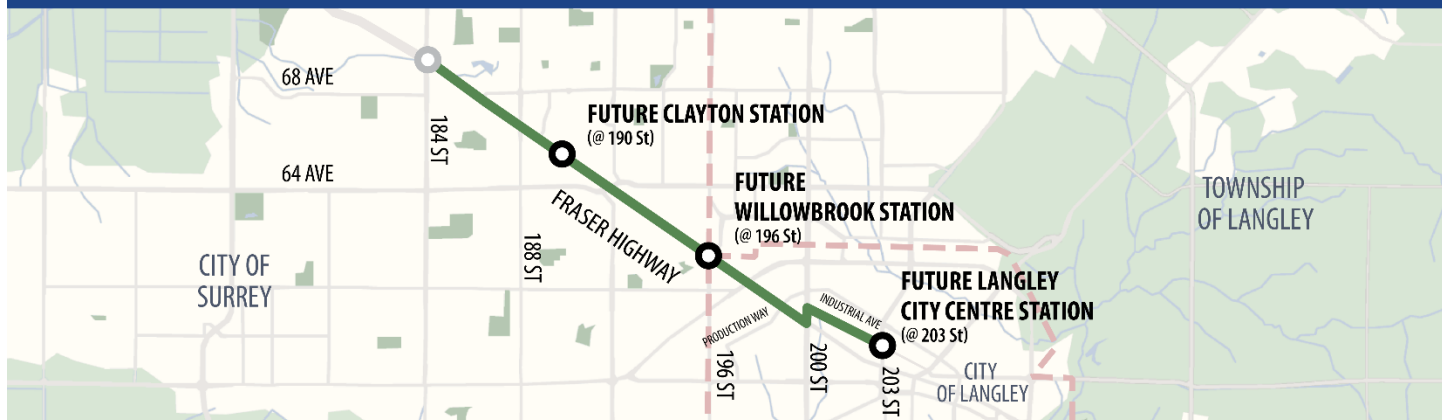 68 AVE
184 ST
FUTURE CLAYTON STATION
(@ 190 St)
64 AVE
FUTURE
WILLOWBROOK STATION
(@ 196 St)
TOWNSHIP
OF LANGLEY
FRASER HIGHWAY
188 ST
CITY OF
SURREY
FUTURE LANGLEY
CITY CENTRE STATION
(@ 203 St)
INDUSTRIAL AVE
PRODUCTION WAY
196 ST
200 ST
203 ST
CITY
OF LANGLEY